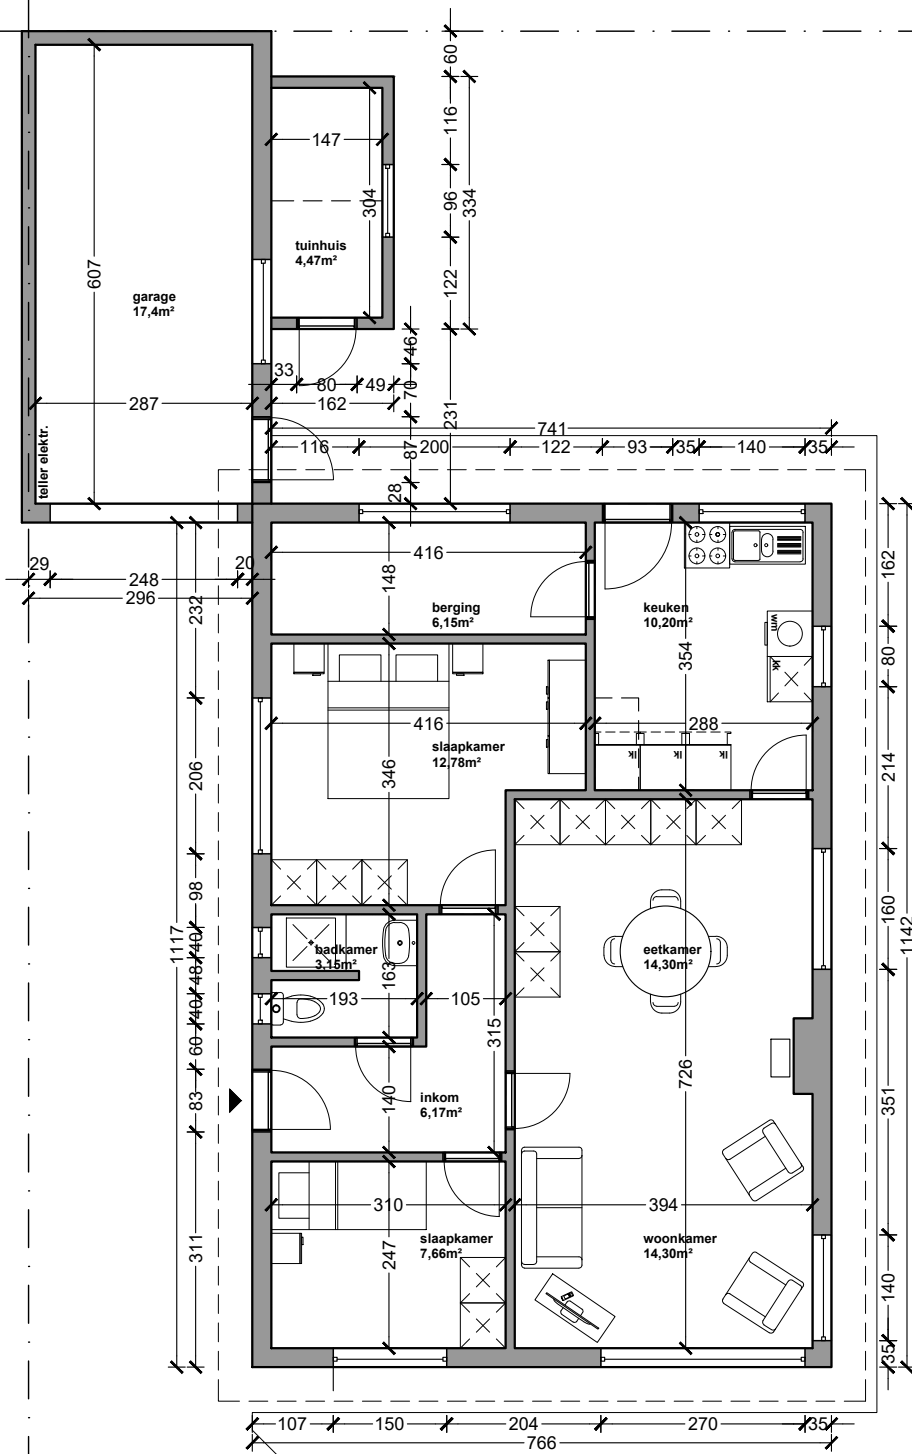 60
116
147
96
334
304
tuinhuis
4,47m²
122
607
garage
17,4m²
46
33
80
49
70
287
162
231
741
116
200
122
93
35
140
35
87
teller elektr.
28
29
248
20
296
232
416
148
berging
6,15m²
keuken
10,20m²
wm
kk
162
354
80
416
288
slaapkamer
12,78m²
346
lk
lk
lk
206
214
98
1117
40
48
40
60
83
badkamer
3,15m²
163
193
105
315
eetkamer
14,30m²
160
1142
726
351
140
inkom
6,17m²
310
394
slaapkamer
7,66m²
247
woonkamer
14,30m²
311
140
35
107
150
204
270
35
766